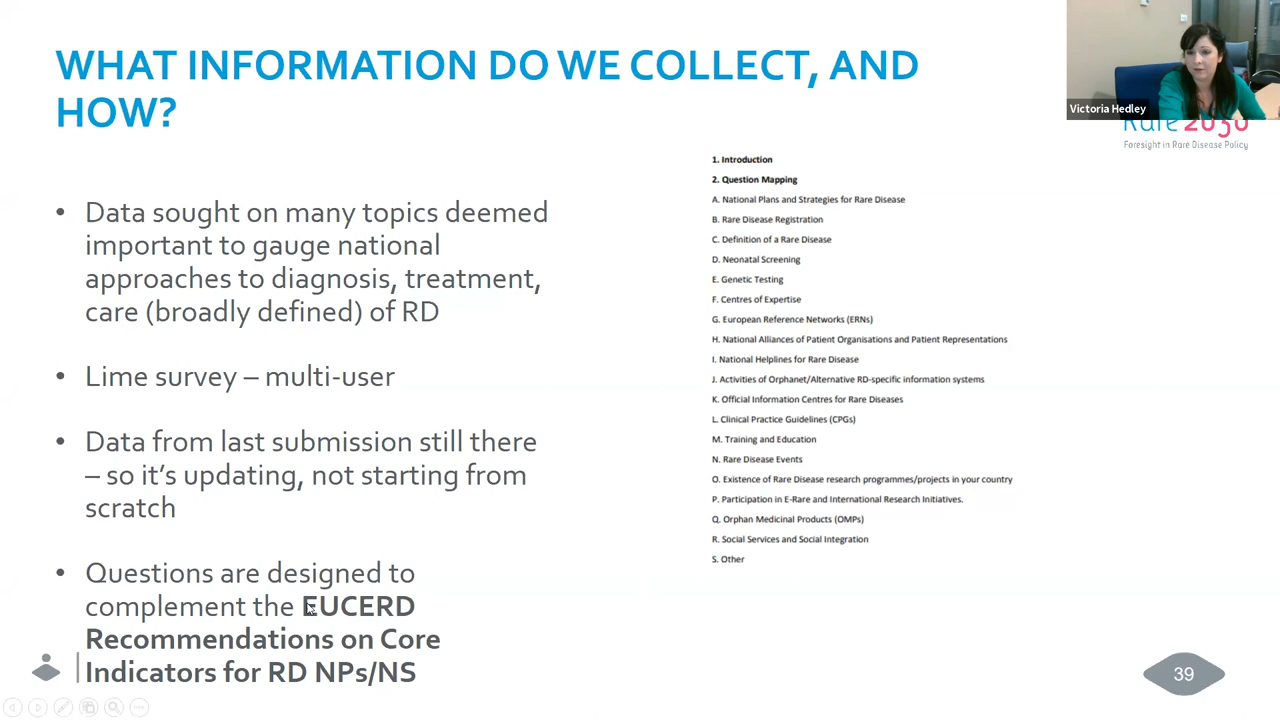 WHAT INFORMATION DO WE COLLECT, AND
HOW?
Victoria Hedley
Rare 2030
Foresight in Rare Disease Policy
• Data sought on many topics deemed
important to gauge national
approaches to diagnosis, treatment,
care (broadly defined) of RD
• Lime survey – multi-user
• Data from last submission still there
– so it's updating, not starting from
scratch
• Questions are designed to
complement the EUCERD
Recommendations on Core
Indicators for RD NPs/NS
1. Introduction
2. Question Mapping
A. National Plans and Strategies for Rare Disease
B. Rare Disease Registration
C. Definition of a Rare Disease
D. Neonatal Screening
E. Genetic Testing
F. Centres of Expertise
G. European Reference Networks (ERNs)
H. National Alliances of Patient Organisations and Patient Representations
I. National Helplines for Rare Disease
J. Activities of Orphanet/Alternative RD-specific information systems
K. Official Information Centres for Rare Diseases
L. Clinical Practice Guidelines (CPGs)
M. Training and Education
N. Rare Disease Events
O. Existence of Rare Disease research programmes/projects in your country
P. Participation in E-Rare and International Research Initiatives.
Q. Orphan Medicinal Products (OMPs)
R. Social Services and Social Integration
S. Other
39